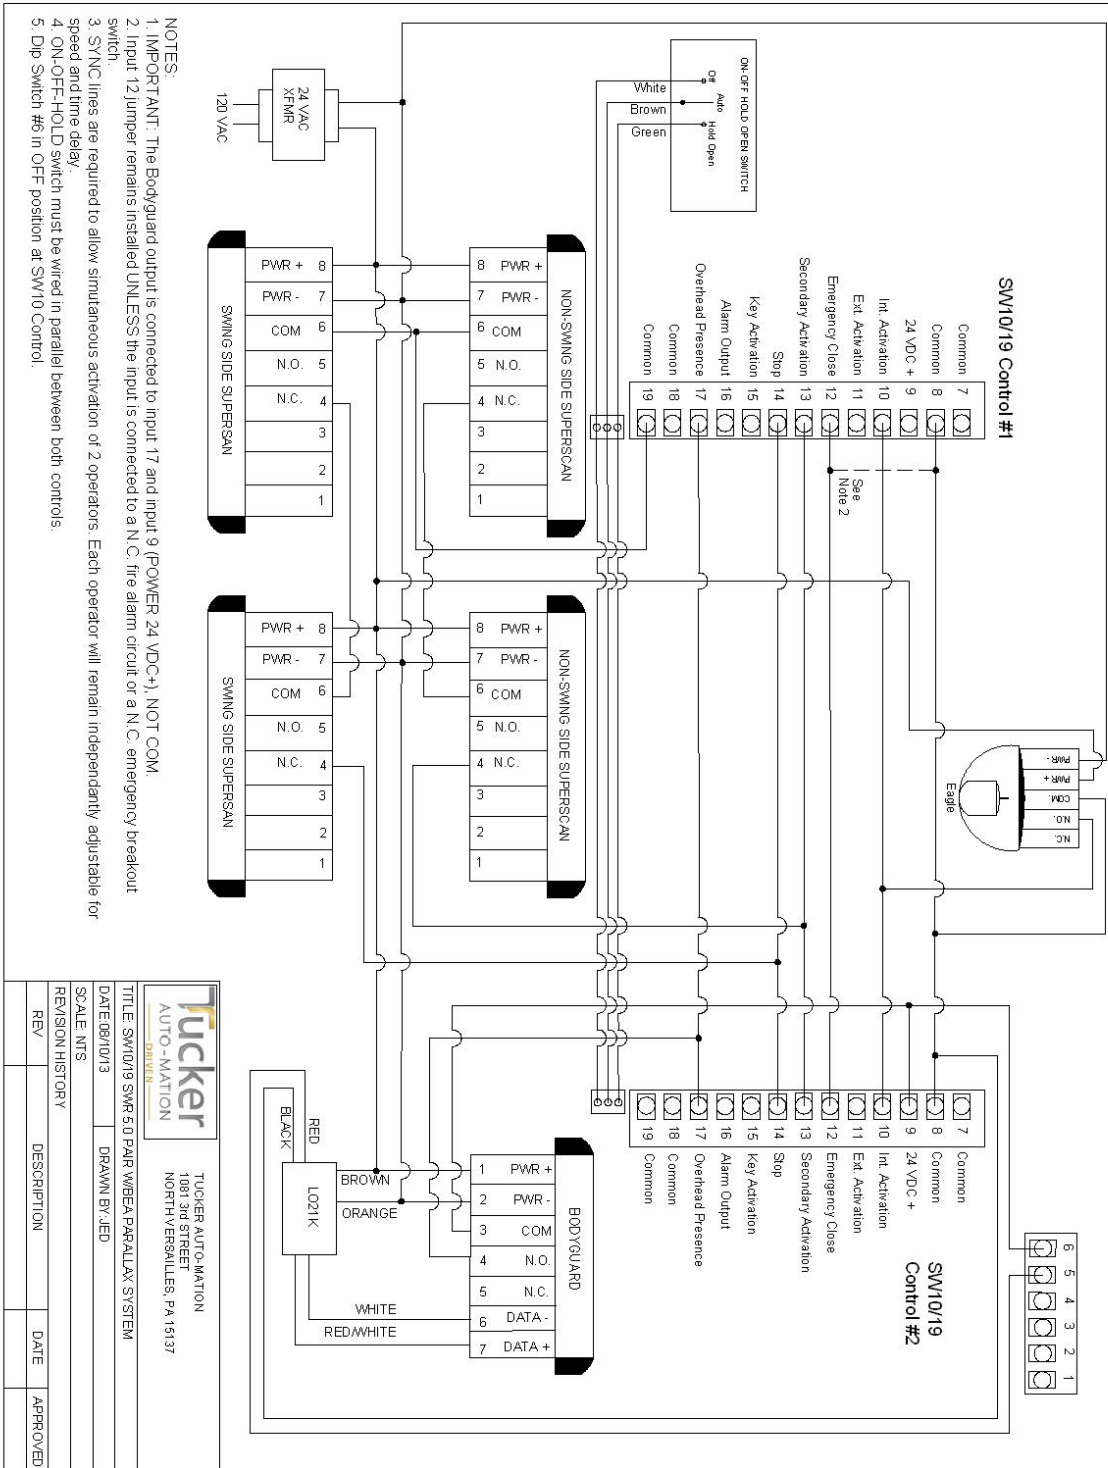 SW10/19 Control #1
Common 7
Common 8
24 VDC + 9
Int. Activation 10
Ext. Activation 11
Emergency Close 12
Secondary Activation 13
Stop 14
Key Activation 15
Alarm Output 16
Overhead Presence 17
Common 18
Common 19
See
Note 2
ON-OFF HOLD OPEN SWITCH
Off
Auto
Hold Open
White
Brown
Green
PWR -
PWR +
COM.
N.O.
N.C.
Eagle
6 5 4 3 2 1
SW10/19
Control #2
7 Common
8 Common
9 24 VDC +
10 Int. Activation
11 Ext. Activation
12 Emergency Close
13 Secondary Activation
14 Stop
15 Key Activation
16 Alarm Output
17 Overhead Presence
18 Common
19 Common
NON-SWING SIDE SUPERSCAN
8 PWR +
7 PWR -
6 COM
5 N.O.
4 N.C.
3
2
1
NON-SWING SIDE SUPERSCAN
8 PWR +
7 PWR -
6 COM
5 N.O.
4 N.C.
3
2
1
BODYGUARD
1 PWR +
2 PWR -
3 COM
4 N.O.
5 N.C.
6 DATA -
7 DATA +
BROWN
ORANGE
WHITE
RED/WHITE
LO21K
RED
BLACK
24 VAC
XFMR
120 VAC
PWR + 8
PWR - 7
COM 6
N.O. 5
N.C. 4
3
2
1
SWING SIDE SUPERSAN
PWR + 8
PWR - 7
COM 6
N.O. 5
N.C. 4
3
2
1
SWING SIDE SUPERSAN
NOTES:
1. IMPORTANT: The Bodyguard output is connected to input 17 and input 9 (POWER 24 VDC+), NOT COM.
2. Input 12 jumper remains installed UNLESS the input is connected to a N.C. fire alarm circuit or a N.C. emergency breakout
switch.
3. SYNC lines are required to allow simutaneous activation of 2 operators. Each operator will remain independantly adjustable for
speed and time delay.
4. ON-OFF-HOLD switch must be wired in parallel between both controls.
5. Dip Switch #6 in OFF position at SW10 Control.
Tucker
AUTO-MATION
DRIVEN
TUCKER AUTO-MATION
1081 3rd STREET
NORTH VERSAILLES, PA 15137
TITLE: SW10/19 SWR 5.0 PAIR W/BEA PARALLAX SYSTEM
DATE:08/10/13 DRAWN BY:JED
SCALE: NTS
REVISION HISTORY
REV DESCRIPTION DATE APPROVED